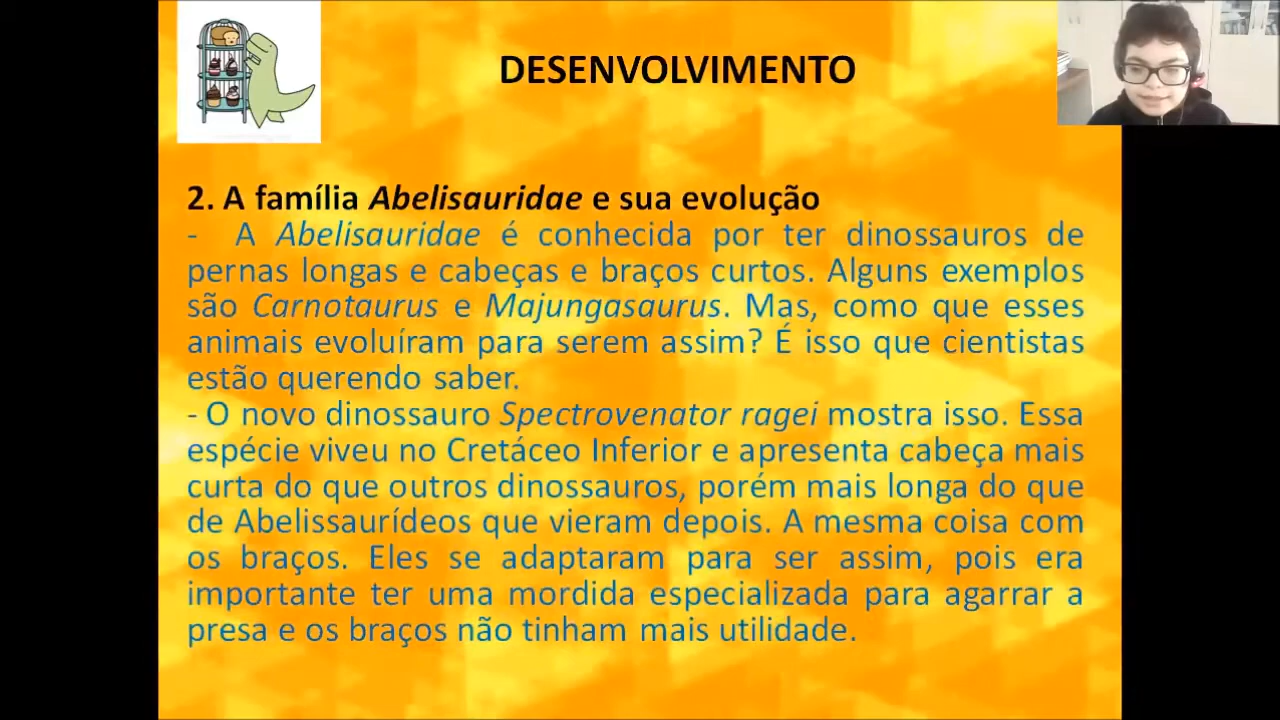 DESENVOLVIMENTO
2. A família Abelisauridae e sua evolução
- A Abelisauridae é conhecida por ter dinossauros de
pernas longas e cabeças e braços curtos. Alguns exemplos
são Carnotaurus e Majungasaurus. Mas, como que esses
animais evoluíram para serem assim? É isso que cientistas
estão querendo saber.
- O novo dinossauro Spectrovenator ragei mostra isso. Essa
espécie viveu no Cretáceo Inferior e apresenta cabeça mais
curta do que outros dinossauros, porém mais longa do que
de Abelissaurídeos que vieram depois. A mesma coisa com
os braços. Eles se adaptaram para ser assim, pois era
importante ter uma mordida especializada para agarrar a
presa e os braços não tinham mais utilidade.